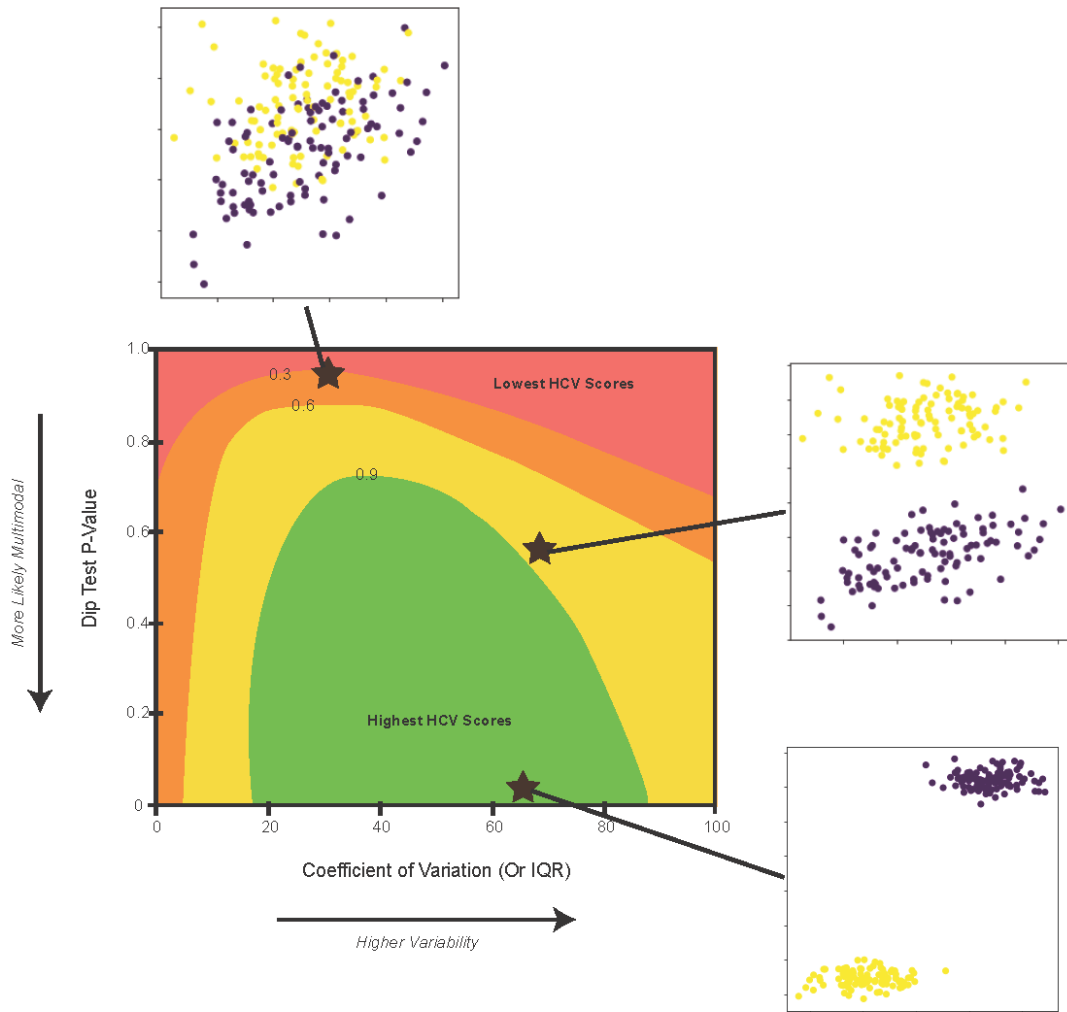 1.0
0.3
Lowest HCV Scores
0.6
0.8
0.9
0.6
More Likely Multimodal
Dip Test P-Value
0.4
0.2
Highest HCV Scores
0
0
20
40
60
80
100
Coefficient of Variation (Or IQR)
Higher Variability